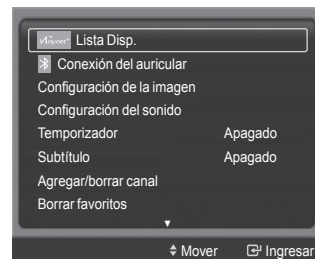 Anynet+ Lista Disp.
Conexión del auricular
Configuración de la imagen
Configuración del sonido
Temporizador Apagado
Subtítulo Apagado
Agregar/borrar canal
Borrar favoritos
Mover Ingresar